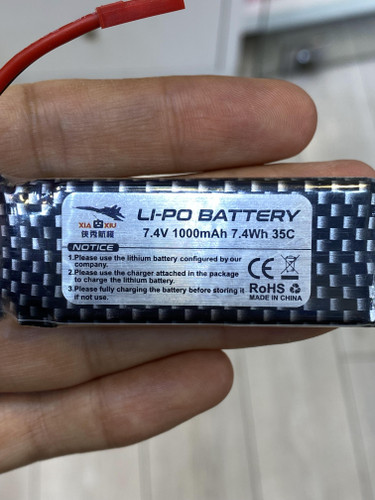 LI-PO BATTERY
7.4V 1000mAh 7.4Wh 35C
XIA XIU
侠秀航模
NOTICE
1.Please use the lithium battery configured by our
company.
2.Please use the charger attached in the package
to charge the lithium battery.
3.Please fully charging the battery before storing it
if not use.
CE
RoHS
MADE IN CHINA